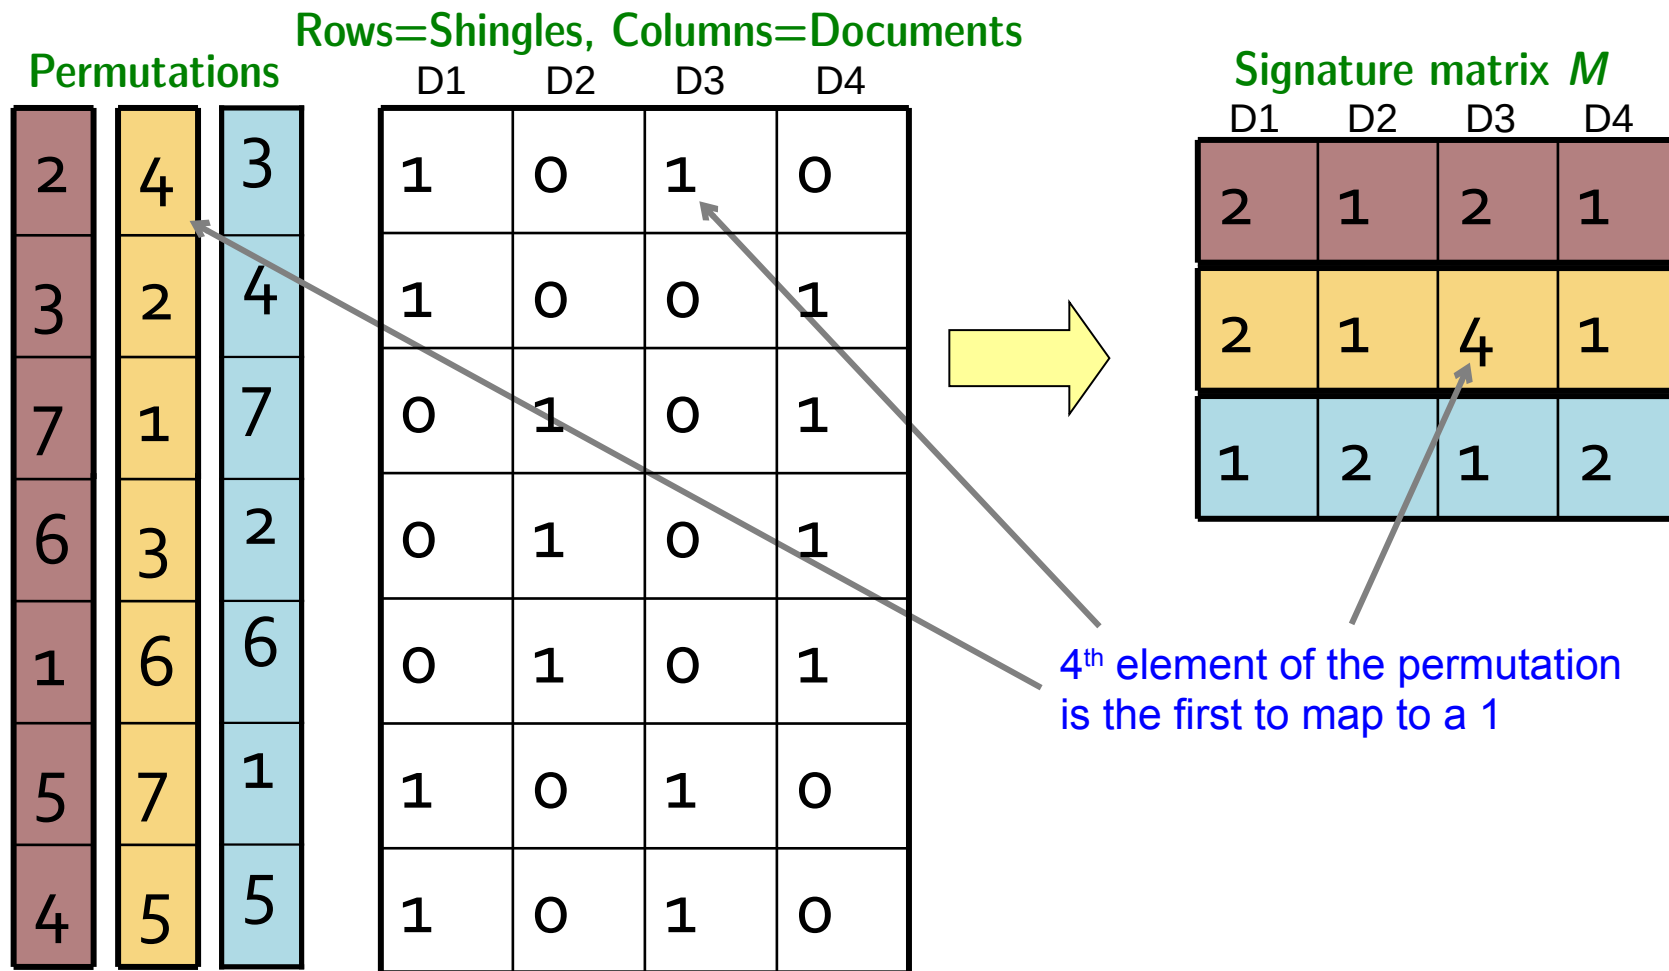 Rows=Shingles, Columns=Documents
Permutations
Signature matrix M
D1 D2 D3 D4
D1 D2 D3 D4
2 4 3 1 0 1 0
3 2 4 1 0 0 1
7 1 7 0 1 0 1
6 3 2 0 1 0 1
1 6 6 0 1 0 1
5 7 1 1 0 1 0
4 5 5 1 0 1 0
2 1 2 1
2 1 4 1
1 2 1 2
4th element of the permutation
is the first to map to a 1